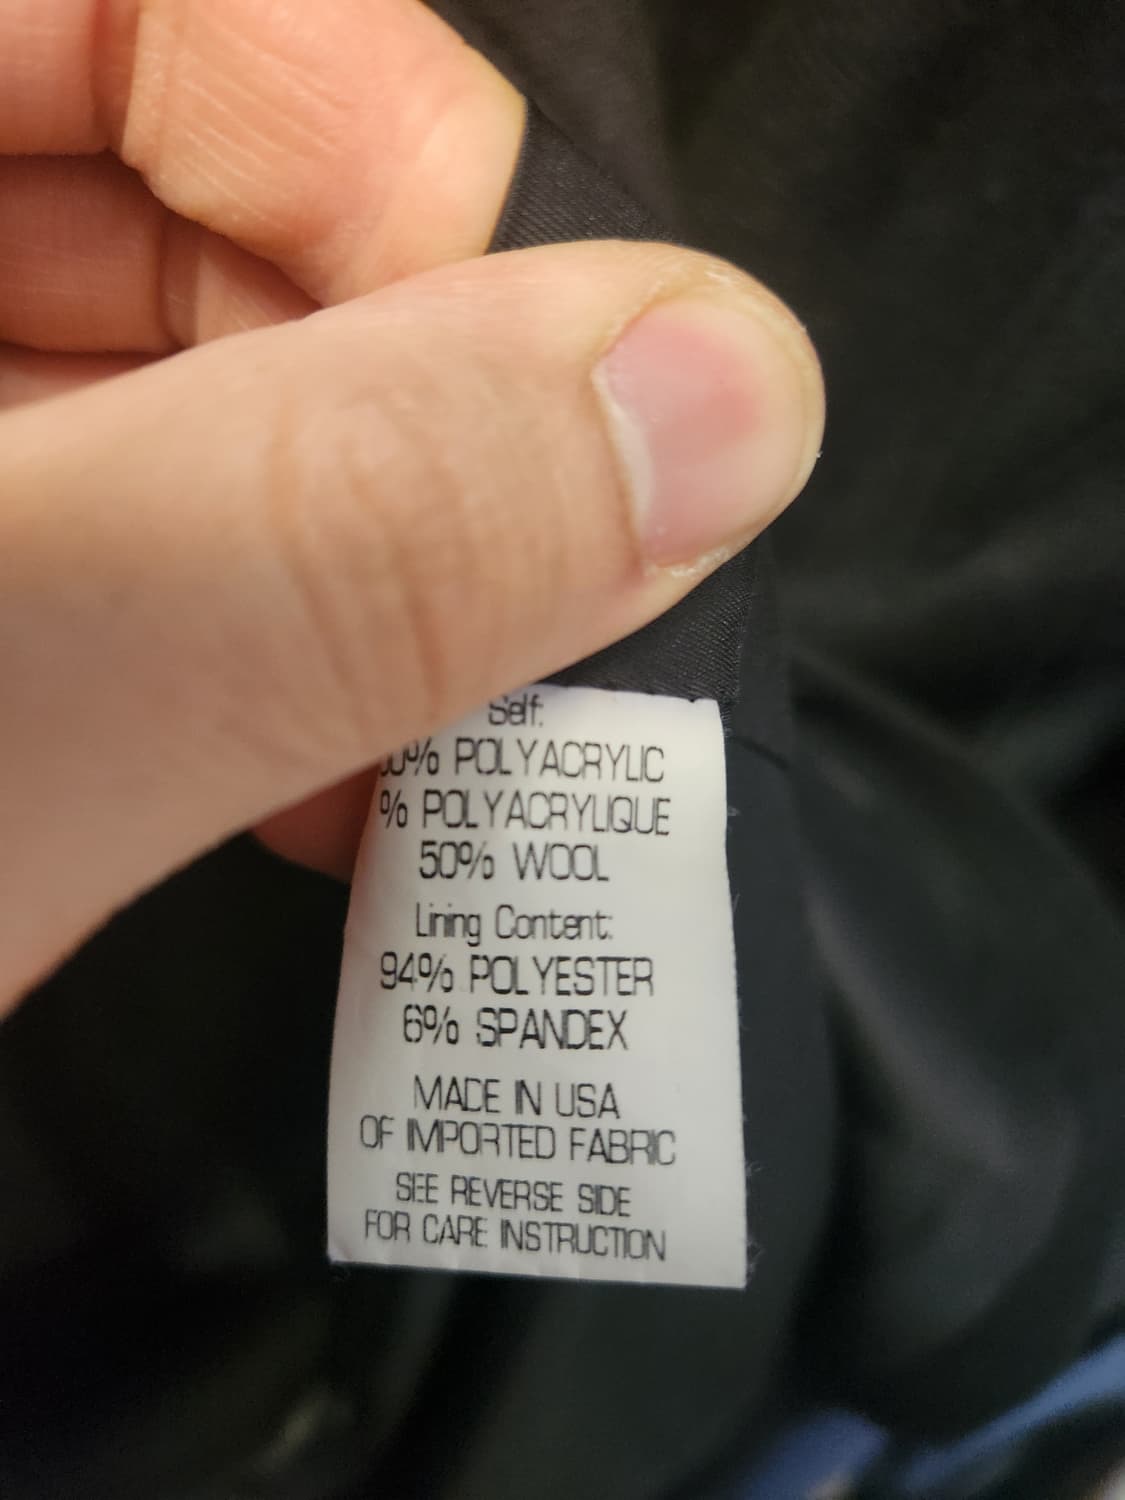 Self:
% POLYACRYLIC
% POLYACRYLIQUE
50% WOOL
Lining Content:
94% POLYESTER
6% SPANDEX
MADE IN USA
OF IMPORTED FABRIC
SEE REVERSE SIDE
FOR CARE INSTRUCTION